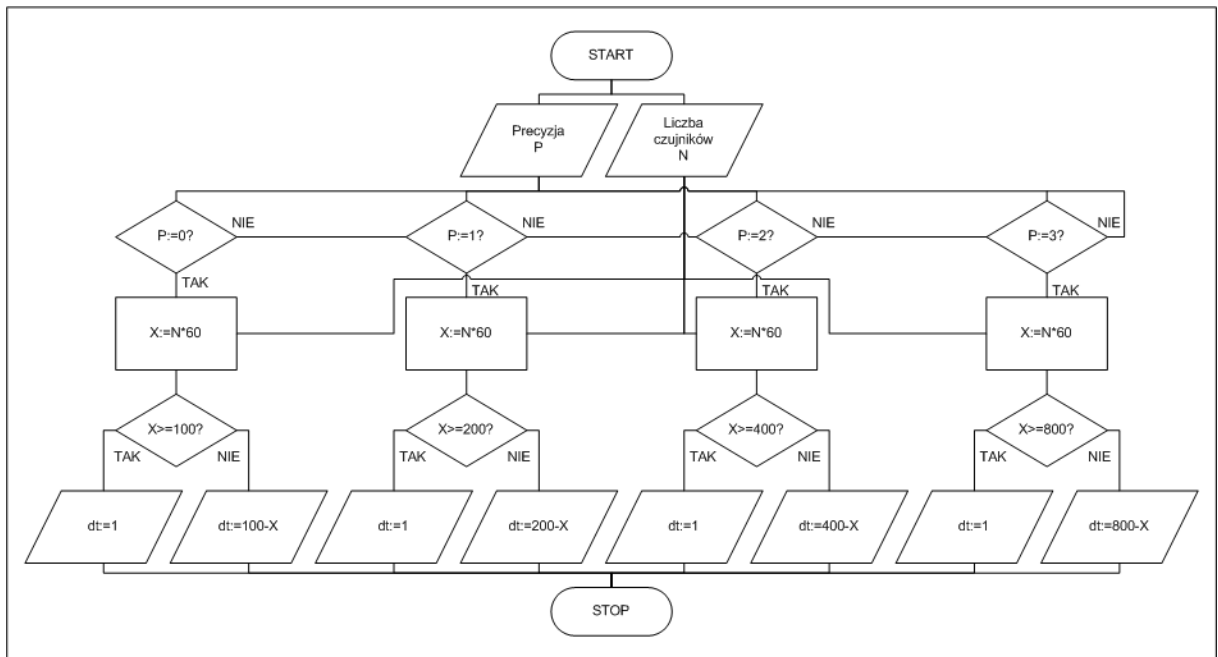 START
Precyzja
P
Liczba
czujników
N
P:=0?
NIE
P:=1?
NIE
P:=2?
NIE
P:=3?
NIE
TAK
TAK
TAK
TAK
X:=N*60
X:=N*60
X:=N*60
X:=N*60
X>=100?
X>=200?
X>=400?
X>=800?
TAK
NIE
TAK
NIE
TAK
NIE
TAK
NIE
dt:=1
dt:=100-X
dt:=1
dt:=200-X
dt:=1
dt:=400-X
dt:=1
dt:=800-X
STOP